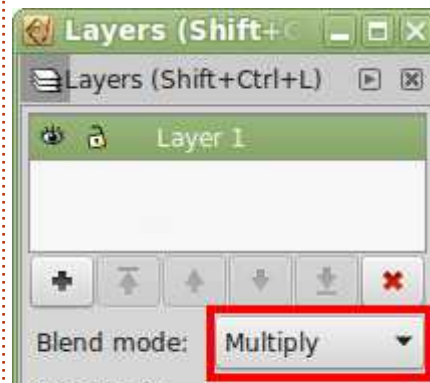 Layers (Shift+C
Layers (Shift+Ctrl+L)
Layer 1
Blend mode: Multiply